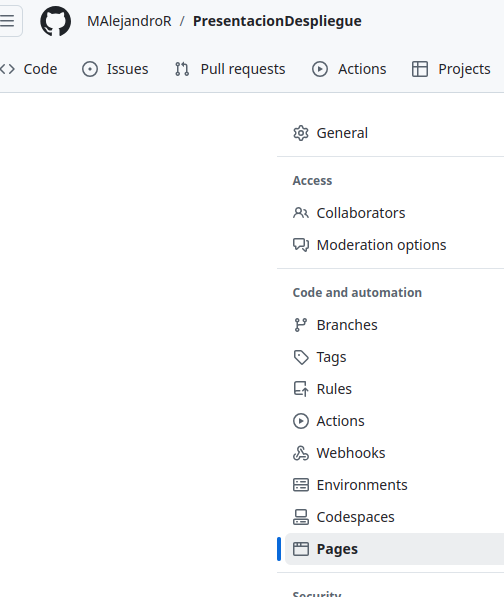 MAlejandroR / PresentacionDespliegue
<> Code Issues Pull requests Actions Projects
General
Access
Collaborators
Moderation options
Code and automation
Branches
Tags
Rules
Actions
Webhooks
Environments
Codespaces
Pages
Security